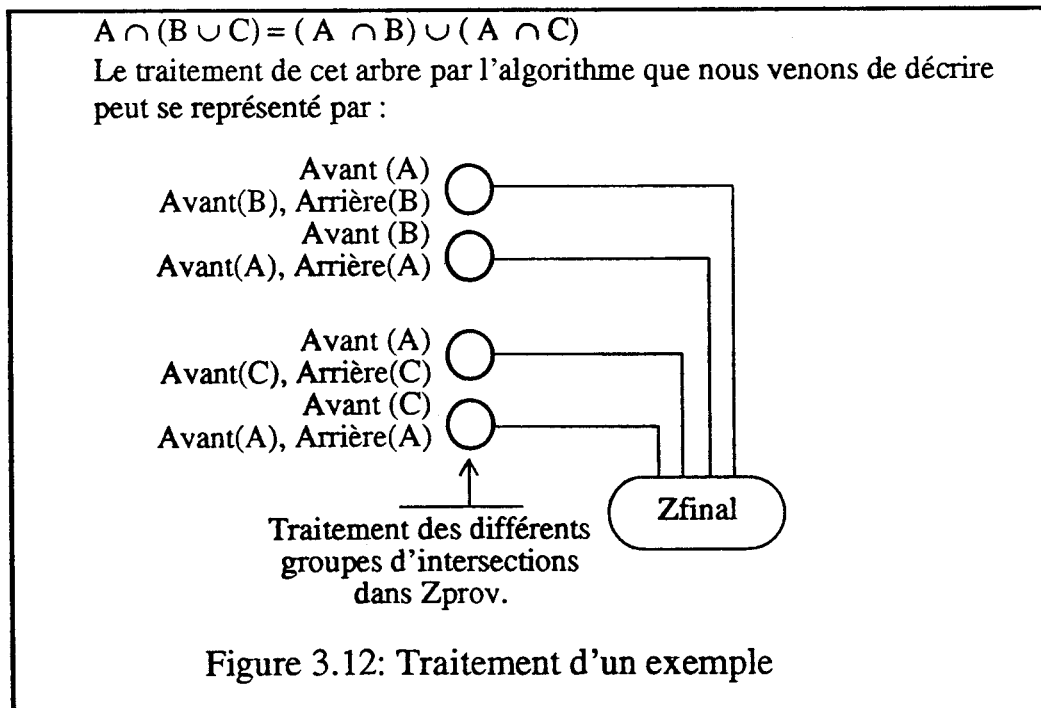 A ∩ (B ∪ C) = ( A ∩ B) ∪ ( A ∩ C)
Le traitement de cet arbre par l'algorithme que nous venons de décrire
peut se représenté par :
Avant (A)
Avant(B), Arrière(B)
Avant (B)
Avant(A), Arrière(A)
Avant (A)
Avant(C), Arrière(C)
Avant (C)
Avant(A), Arrière(A)
Zfinal
Traitement des différents
groupes d'intersections
dans Zprov.
Figure 3.12: Traitement d'un exemple